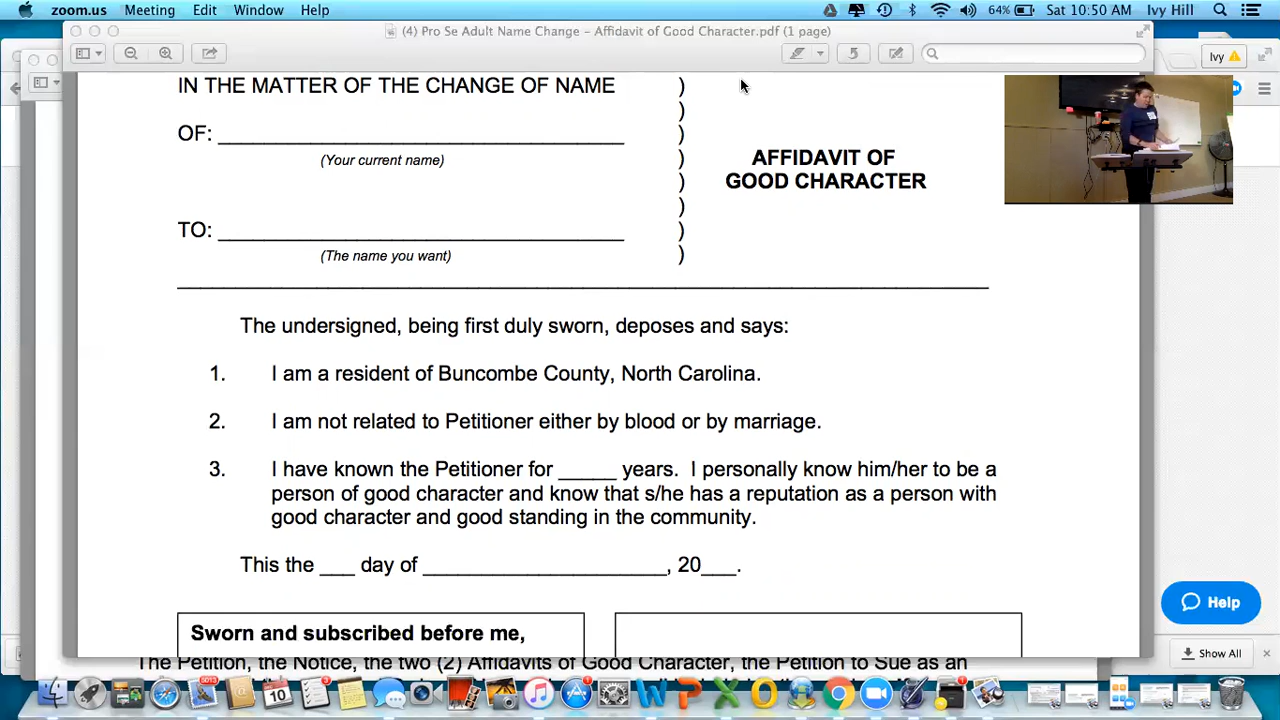 zoom.us Meeting Edit Window Help 64% Sat 10:50 AM Ivy Hill
(4) Pro Se Adult Name Change – Affidavit of Good Character.pdf (1 page)
Ivy
IN THE MATTER OF THE CHANGE OF NAME )
)
OF: ______________________ )
(Your current name) )
AFFIDAVIT OF
GOOD CHARACTER
)
)
TO: ______________________ )
(The name you want) )
The undersigned, being first duly sworn, deposes and says:
1. I am a resident of Buncombe County, North Carolina.
2. I am not related to Petitioner either by blood or by marriage.
3. I have known the Petitioner for _____ years. I personally know him/her to be a
person of good character and know that s/he has a reputation as a person with
good character and good standing in the community.
This the ___ day of ______________________, 20___.
Help
Sworn and subscribed before me,
Show All
The Petition, the Notice, the two (2) Affidavits of Good Character, the Petition to Sue as an